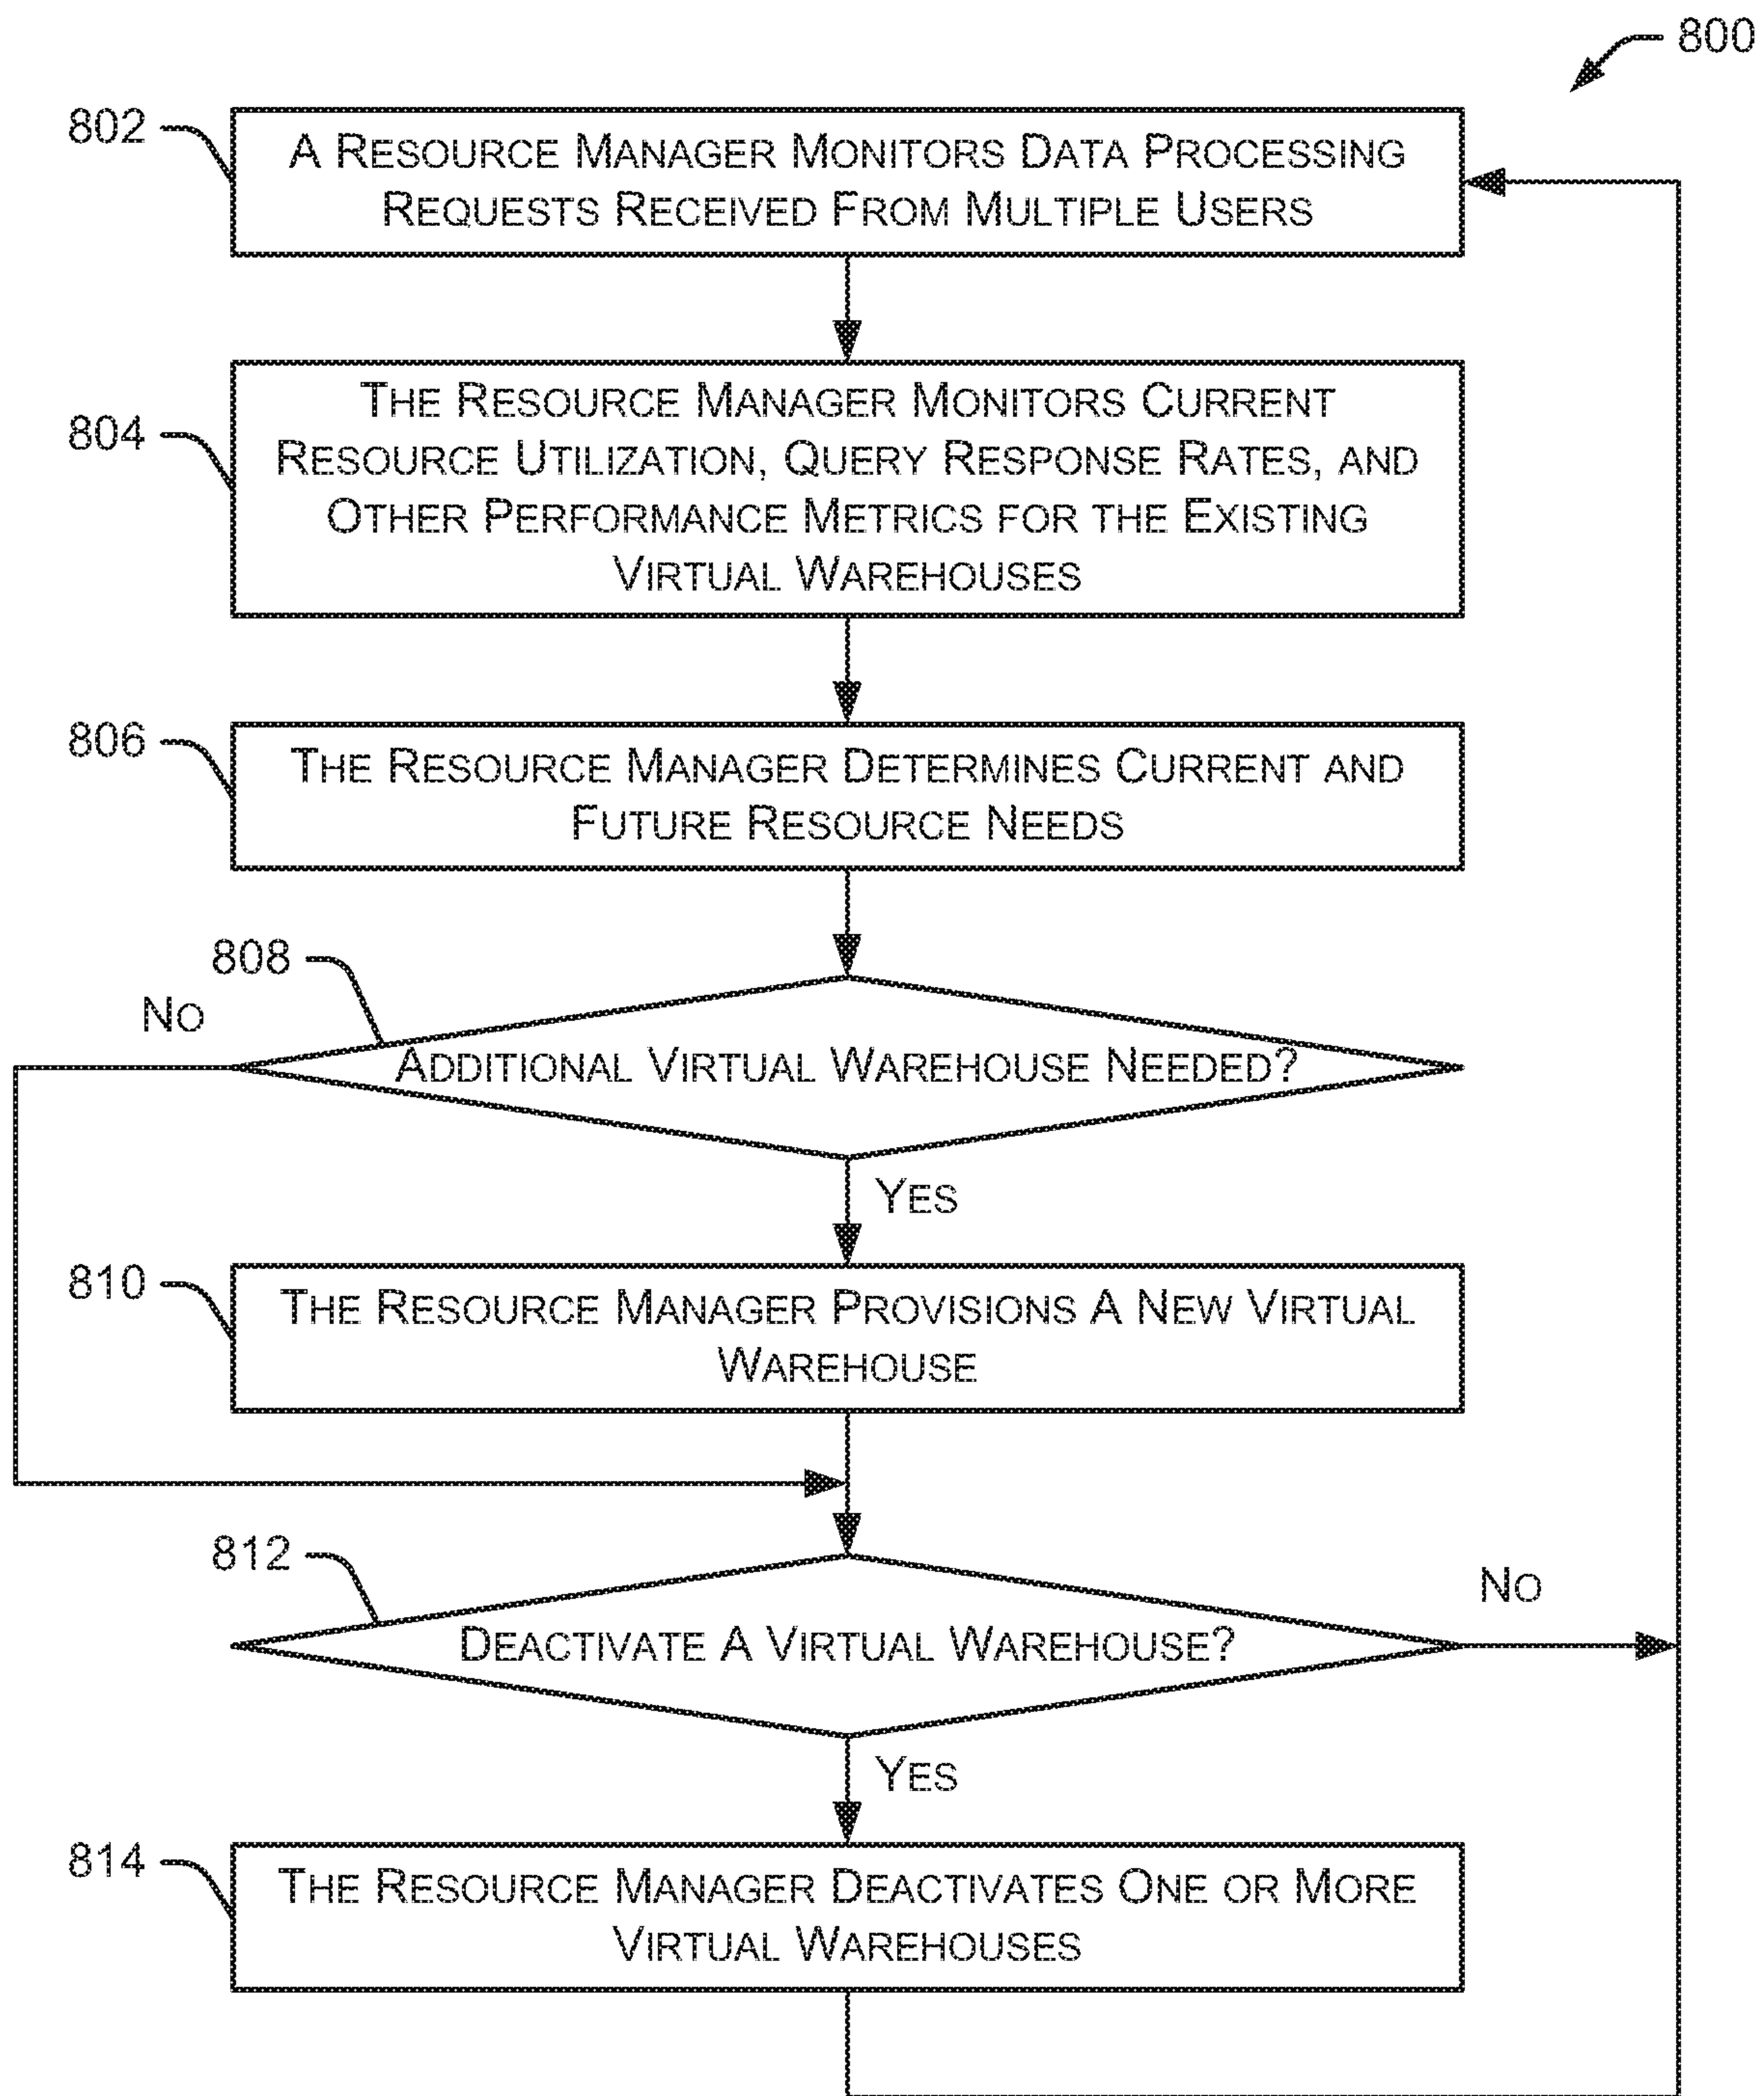 800
802
A RESOURCE MANAGER MONITORS DATA PROCESSING
REQUESTS RECEIVED FROM MULTIPLE USERS
804
THE RESOURCE MANAGER MONITORS CURRENT
RESOURCE UTILIZATION, QUERY RESPONSE RATES, AND
OTHER PERFORMANCE METRICS FOR THE EXISTING
VIRTUAL WAREHOUSES
806
THE RESOURCE MANAGER DETERMINES CURRENT AND
FUTURE RESOURCE NEEDS
808
NO
ADDITIONAL VIRTUAL WAREHOUSE NEEDED?
YES
810
THE RESOURCE MANAGER PROVISIONS A NEW VIRTUAL
WAREHOUSE
812
NO
DEACTIVATE A VIRTUAL WAREHOUSE?
YES
814
THE RESOURCE MANAGER DEACTIVATES ONE OR MORE
VIRTUAL WAREHOUSES